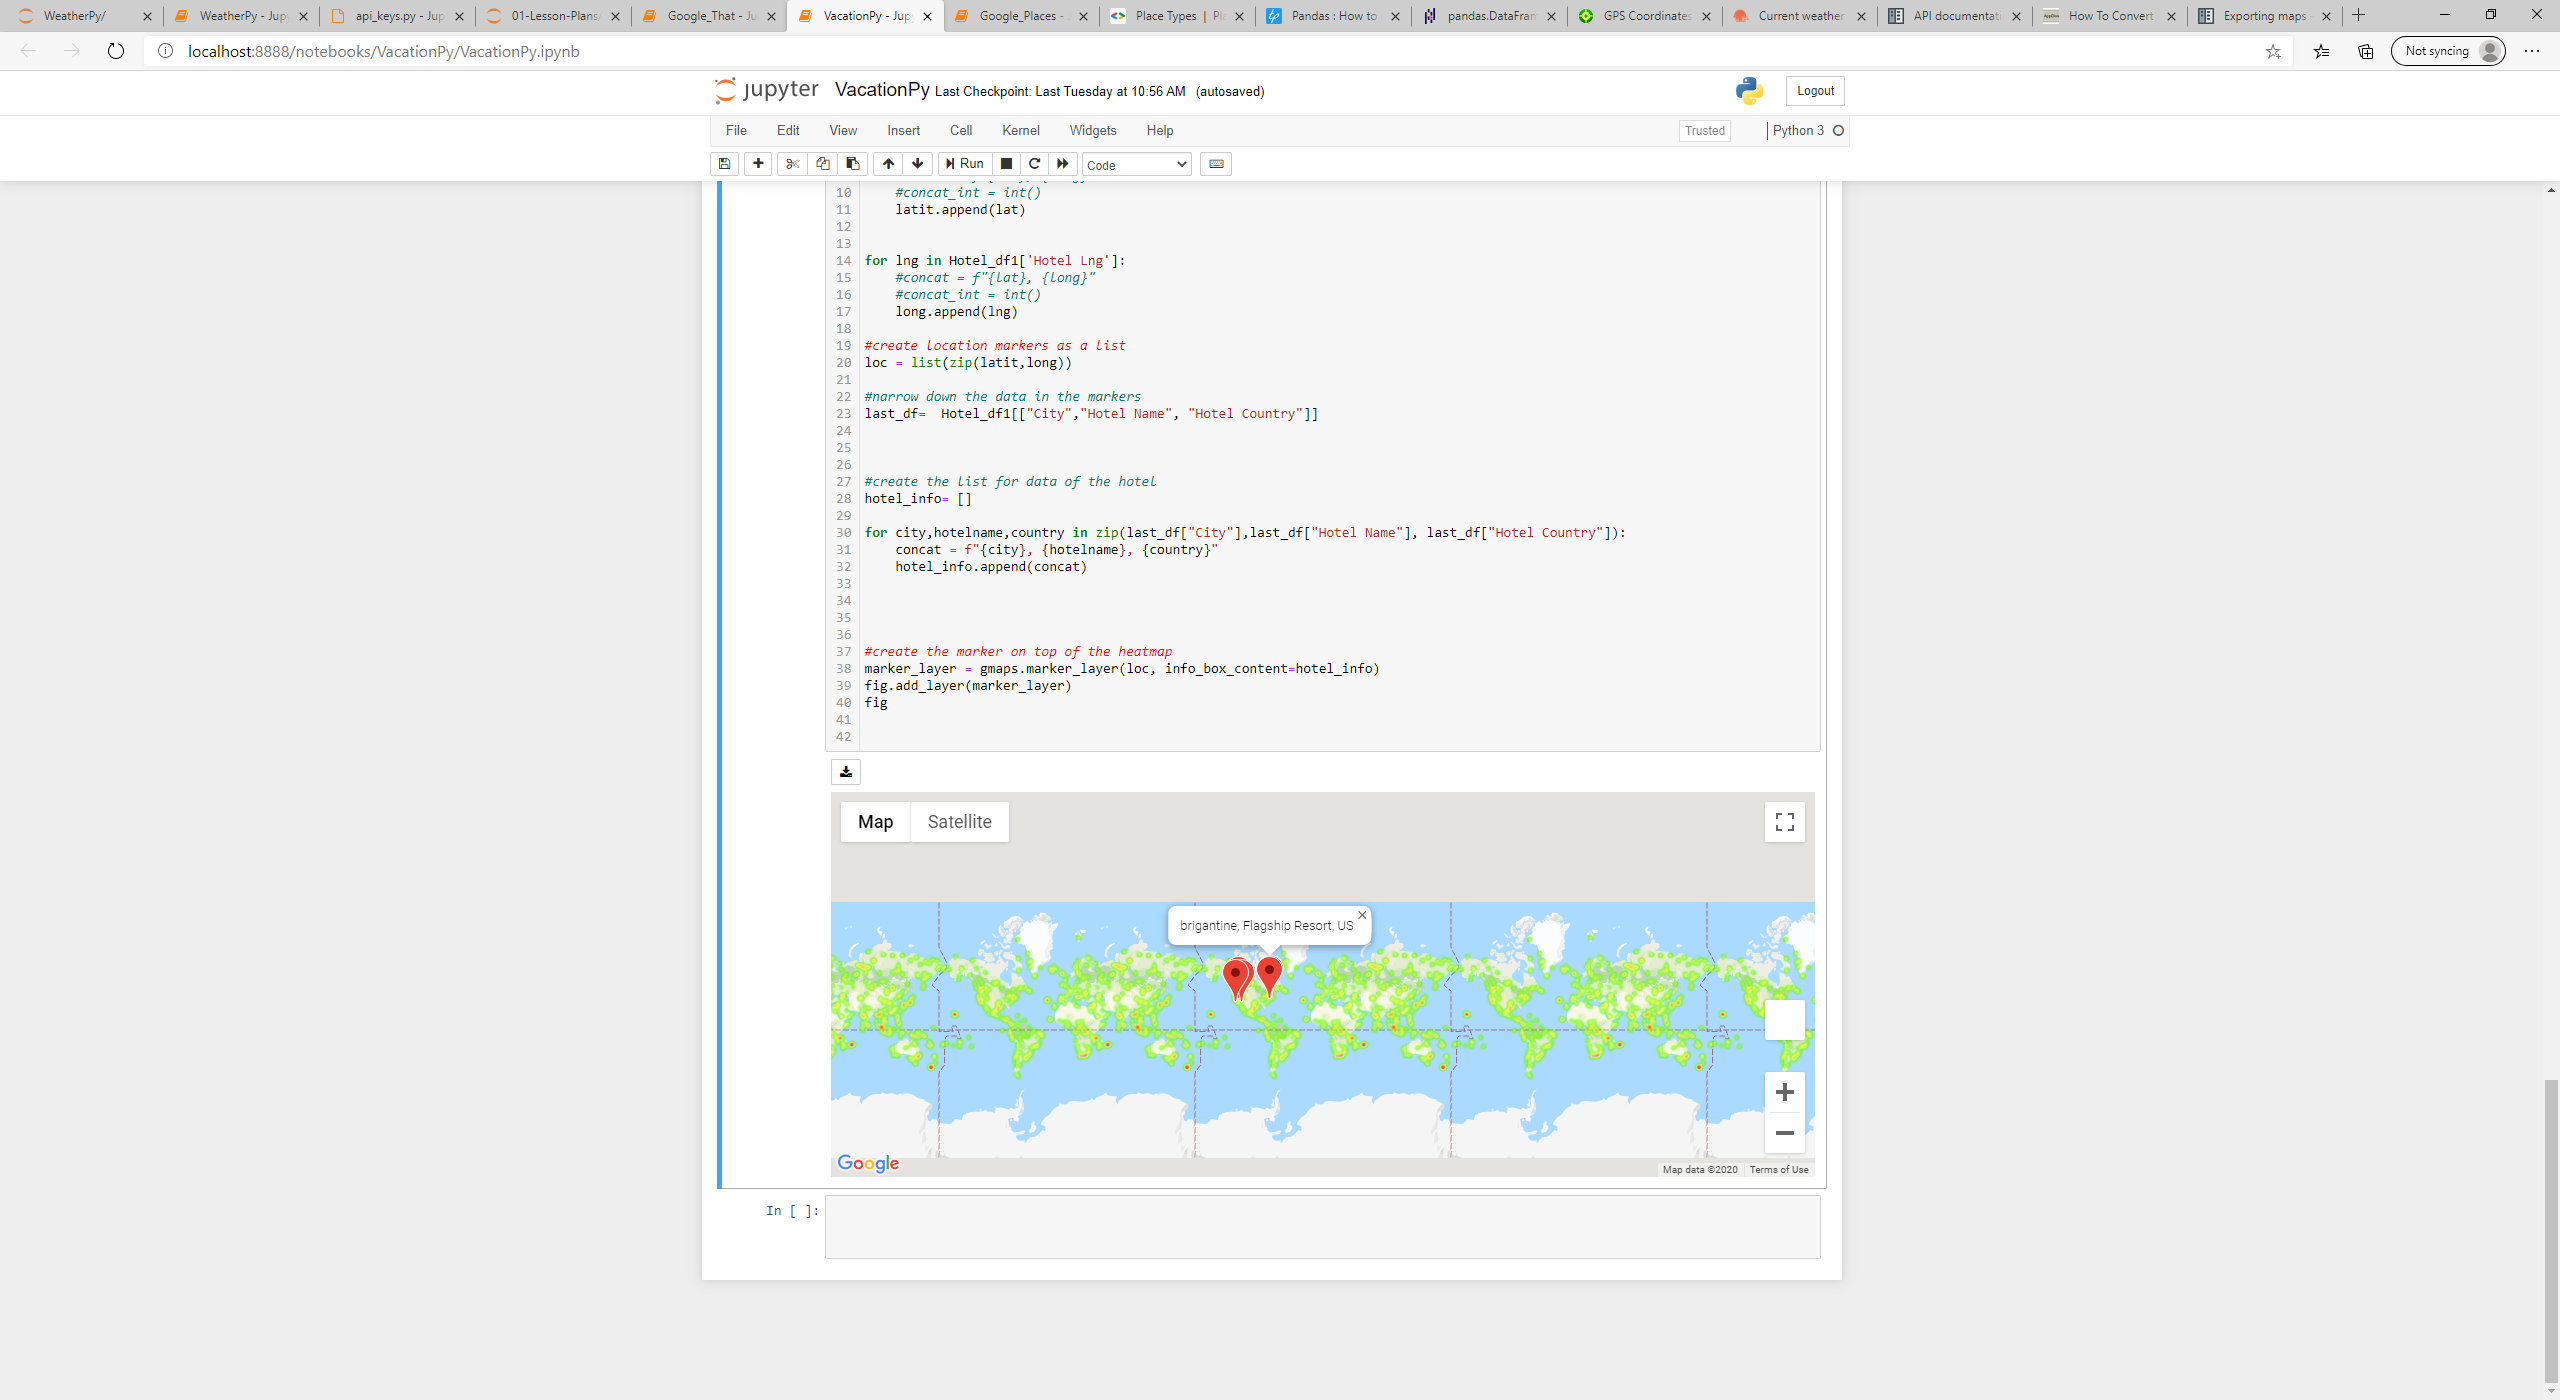 WeatherPy/
WeatherPy - Jup
api_keys.py - Jup
01-Lesson-Plans/
Google_That - Ju
VacationPy - Jup
Google_Places -
Place Types | Pla
Pandas : How to
pandas.DataFram
GPS Coordinates
Current weather
API documentati
How To Convert
Exporting maps
localhost:8888/notebooks/VacationPy/VacationPy.ipynb
Not syncing
jupyter VacationPy Last Checkpoint: Last Tuesday at 10:56 AM (autosaved)
Logout
File Edit View Insert Cell Kernel Widgets Help
Trusted
Python 3
Run
Code
10 #concat_int = int()
11 latit.append(lat)
12
13
14 for lng in Hotel_df1['Hotel Lng']:
15 #concat = f"{lat}, {long}"
16 #concat_int = int()
17 long.append(lng)
18
19 #create location markers as a list
20 loc = list(zip(latit,long))
21
22 #narrow down the data in the markers
23 last_df=  Hotel_df1[["City","Hotel Name", "Hotel Country"]]
24
25
26
27 #create the list for data of the hotel
28 hotel_info= []
29
30 for city,hotelname,country in zip(last_df["City"],last_df["Hotel Name"], last_df["Hotel Country"]):
31 concat = f"{city}, {hotelname}, {country}"
32 hotel_info.append(concat)
33
34
35
36
37 #create the marker on top of the heatmap
38 marker_layer = gmaps.marker_layer(loc, info_box_content=hotel_info)
39 fig.add_layer(marker_layer)
40 fig
41
42
Map
Satellite
brigantine, Flagship Resort, US
Google
Map data ©2020
Terms of Use
In [ ]: